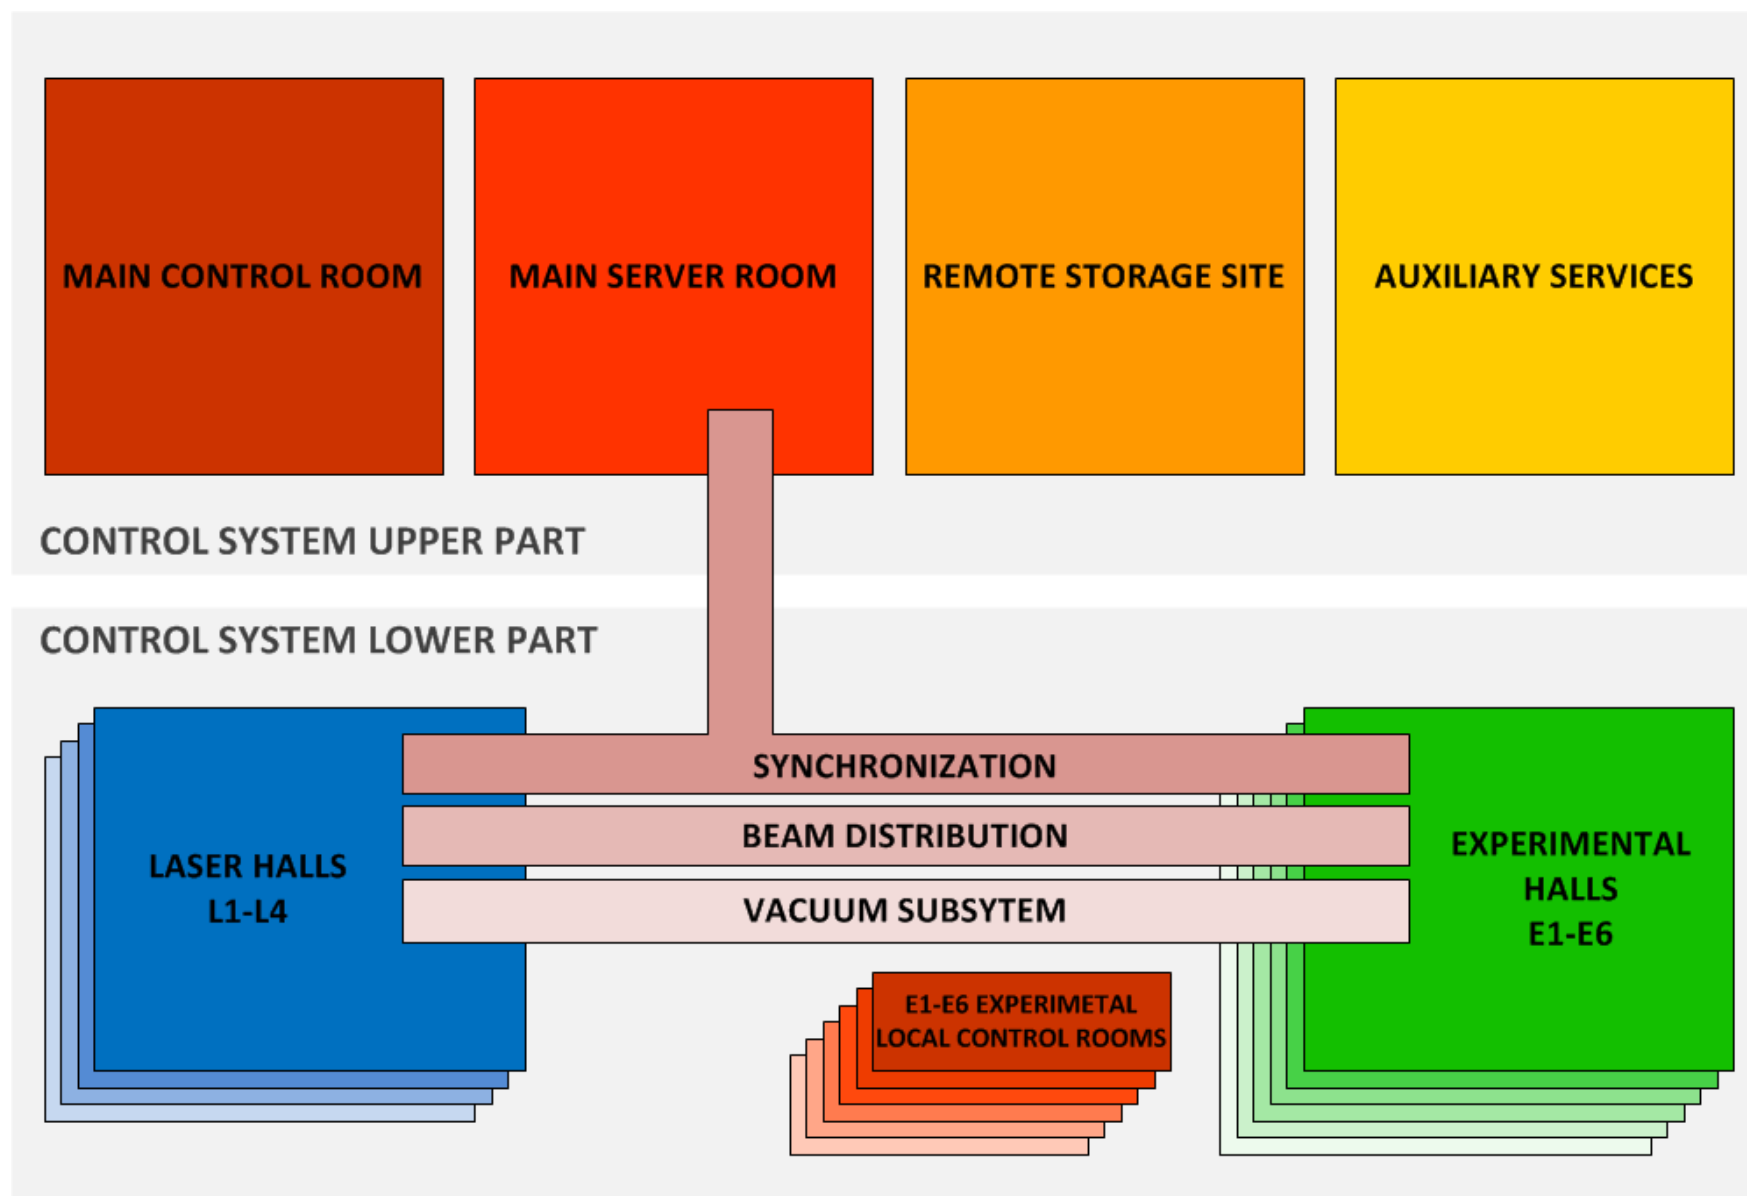 MAIN CONTROL ROOM
MAIN SERVER ROOM
REMOTE STORAGE SITE
AUXILIARY SERVICES
CONTROL SYSTEM UPPER PART
CONTROL SYSTEM LOWER PART
LASER HALLS
L1-L4
SYNCHRONIZATION
BEAM DISTRIBUTION
VACUUM SUBSYTEM
EXPERIMENTAL
HALLS
E1-E6
E1-E6 EXPERIMETAL
LOCAL CONTROL ROOMS